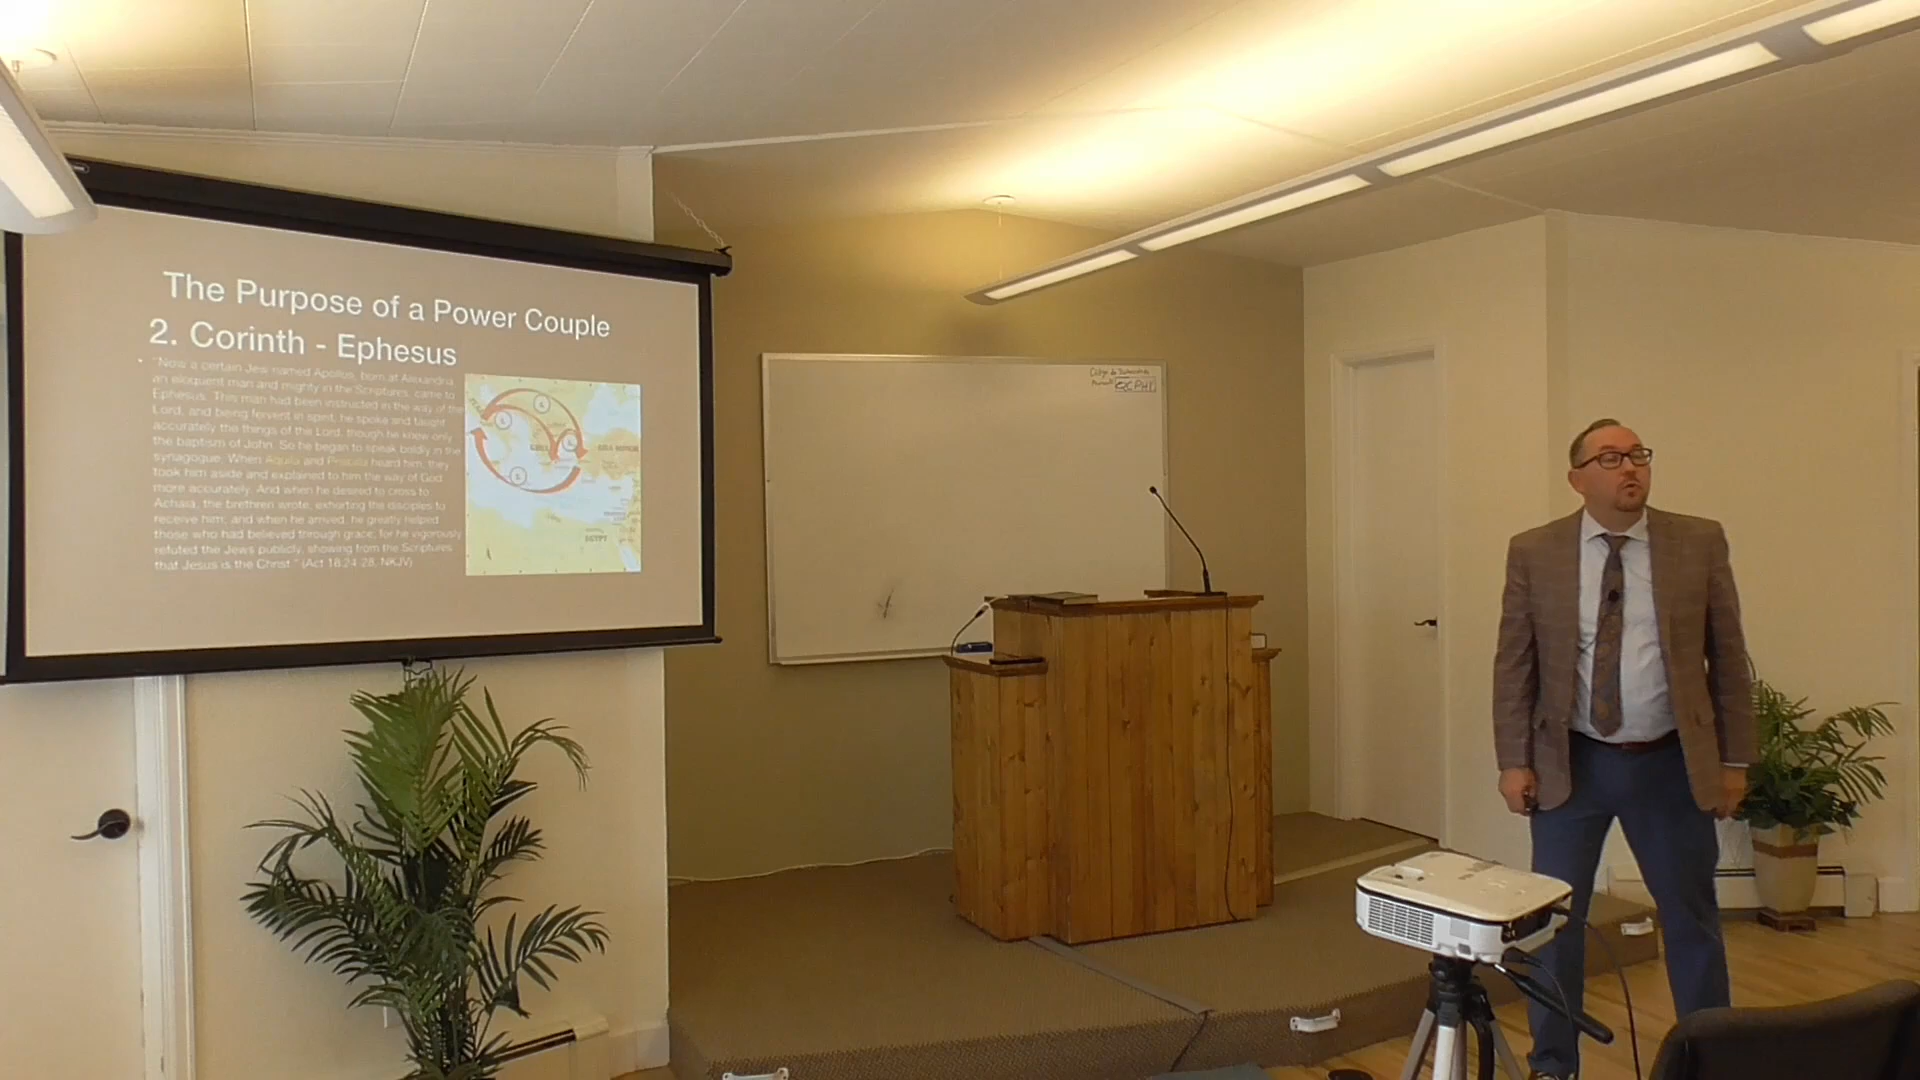 The Purpose of a Power Couple
2. Corinth - Ephesus
"Now a certain Jew named Apollos, born at Alexandria,
an eloquent man and mighty in the Scriptures, came to
Ephesus. This man had been instructed in the way of the
Lord; and being fervent in spirit, he spoke and taught
accurately the things of the Lord, though he knew only
the baptism of John. So he began to speak boldly in the
synagogue. When Aquila and Priscilla heard him, they
took him aside and explained to him the way of God
more accurately. And when he desired to cross to
Achaia, the brethren wrote, exhorting the disciples to
receive him; and when he arrived, he greatly helped
those who had believed through grace; for he vigorously
refuted the Jews publicly, showing from the Scriptures
that Jesus is the Christ." (Act 18:24-28, NKJV)
ASIA MINOR
EGYPT